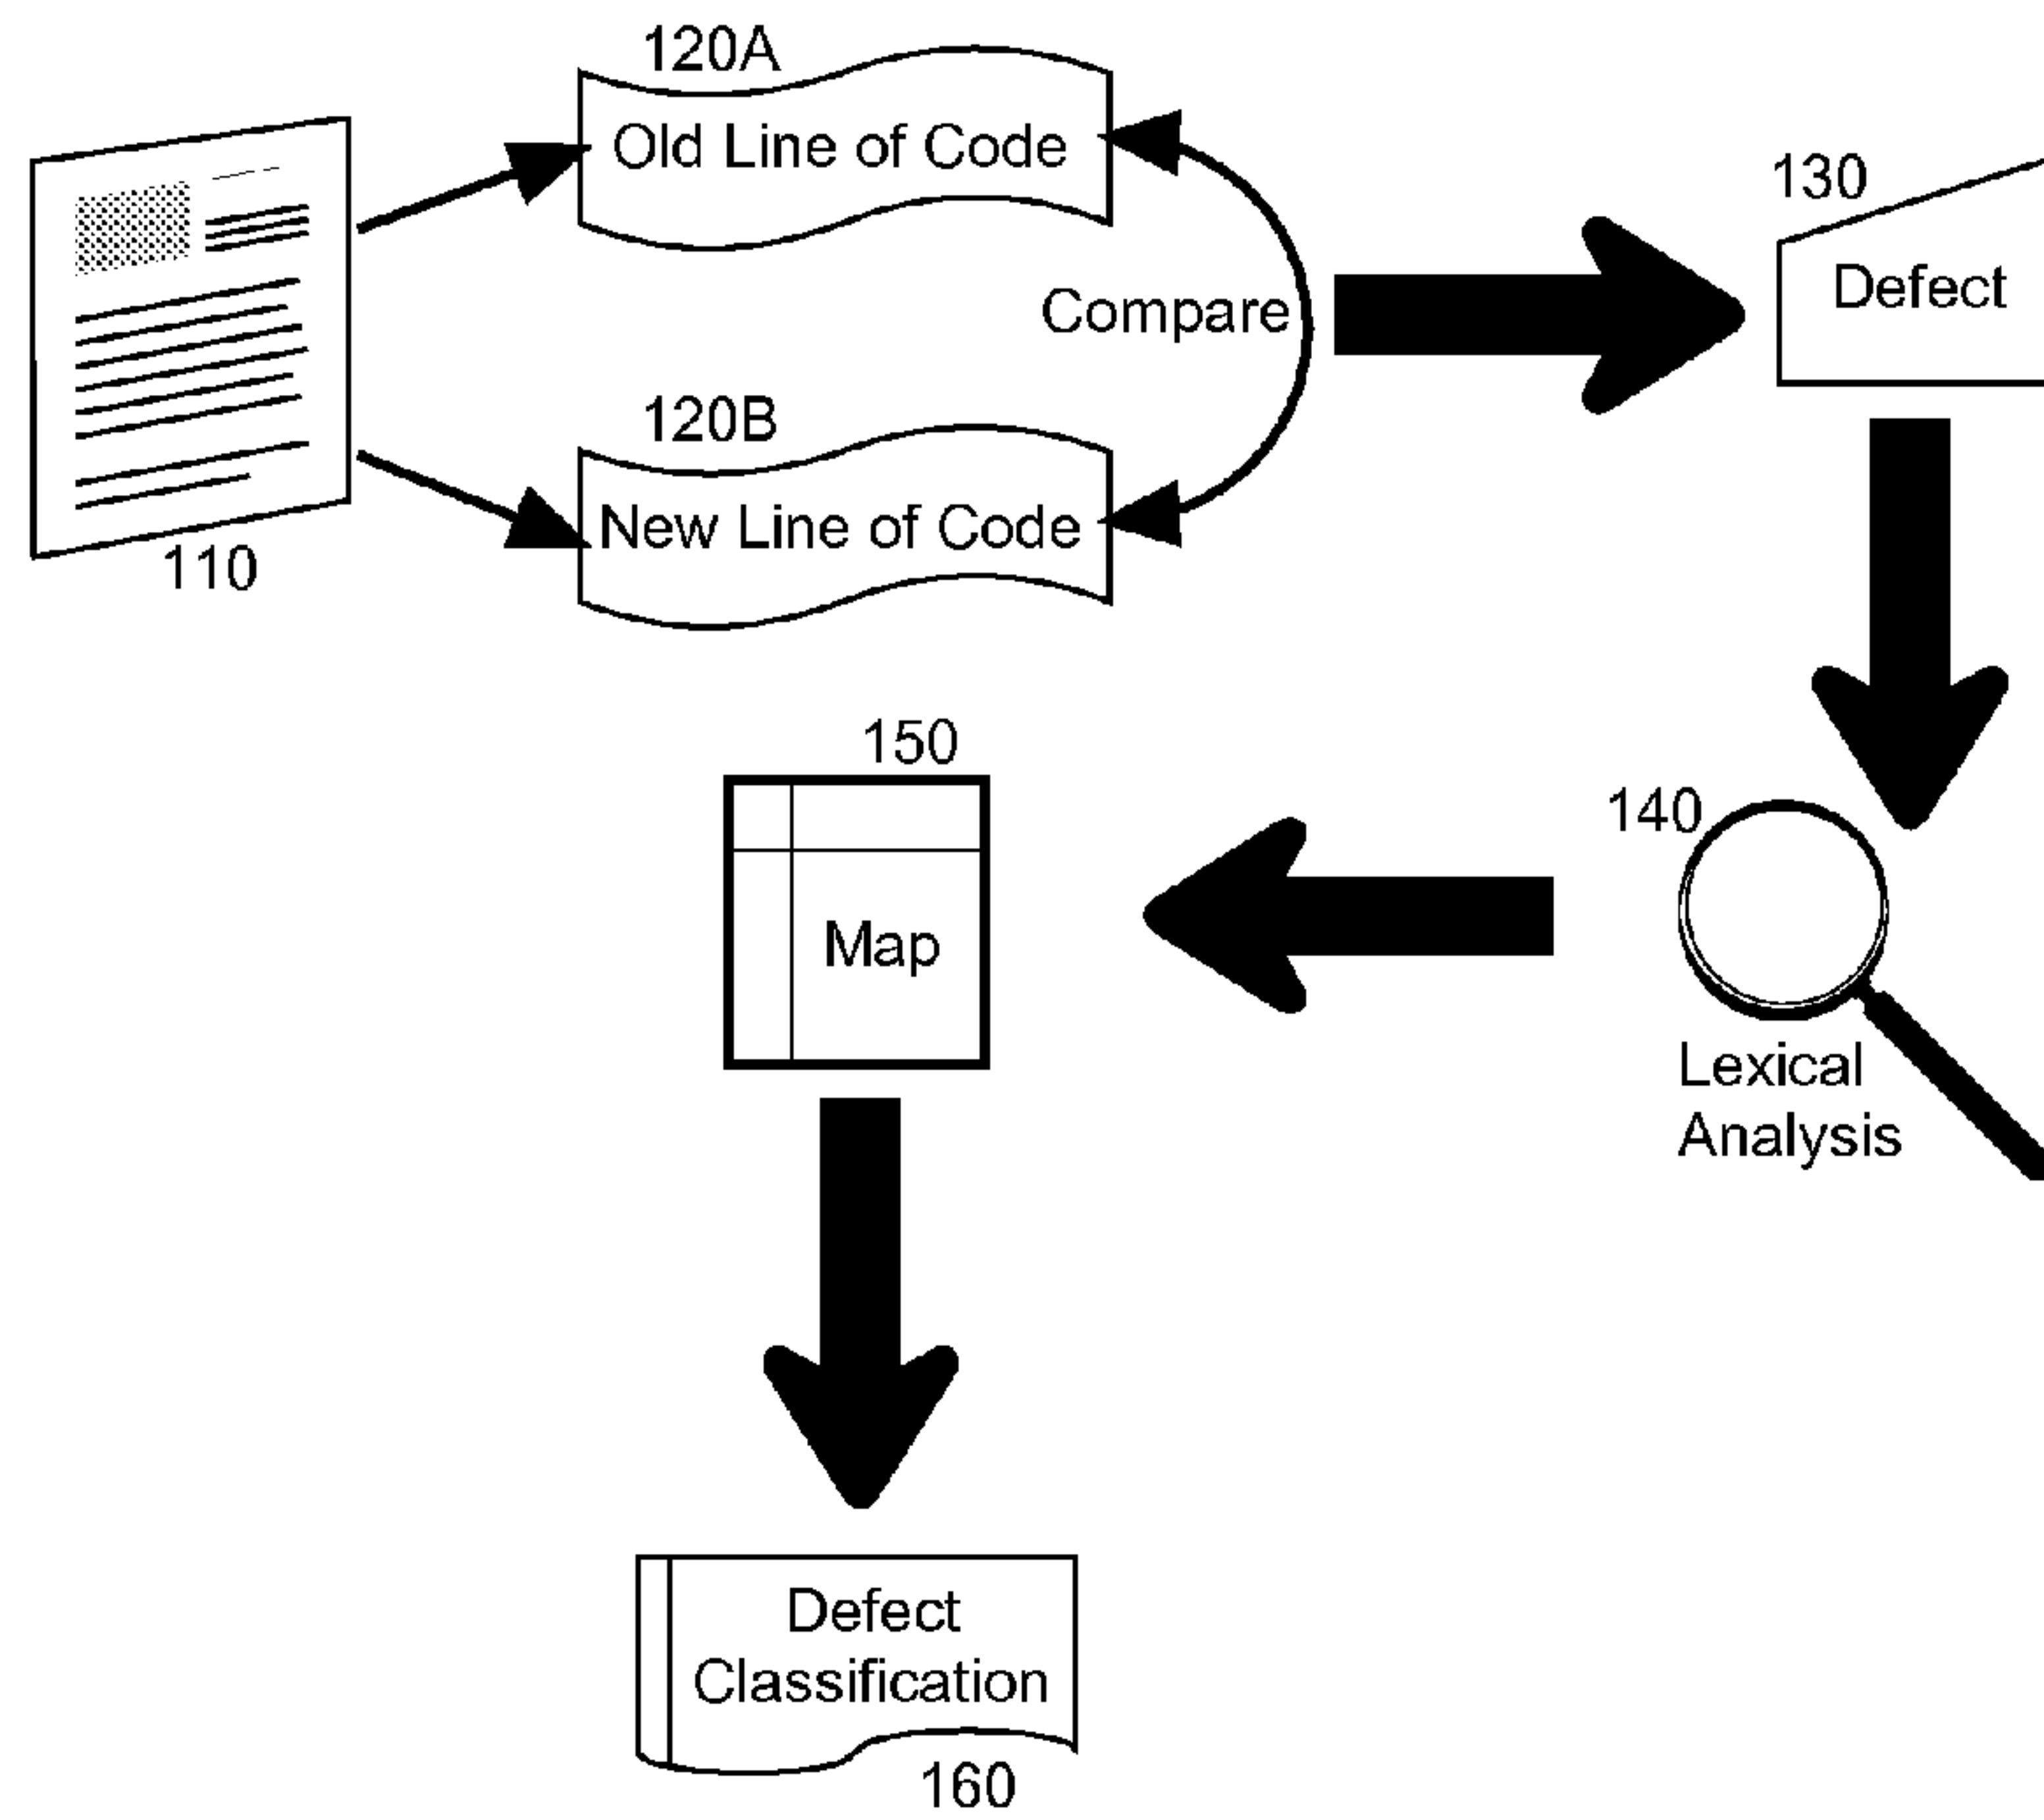 120A
Old Line of Code
130
Defect
Compare
120B
New Line of Code
110
150
Map
140
Lexical
Analysis
Defect
Classification
160